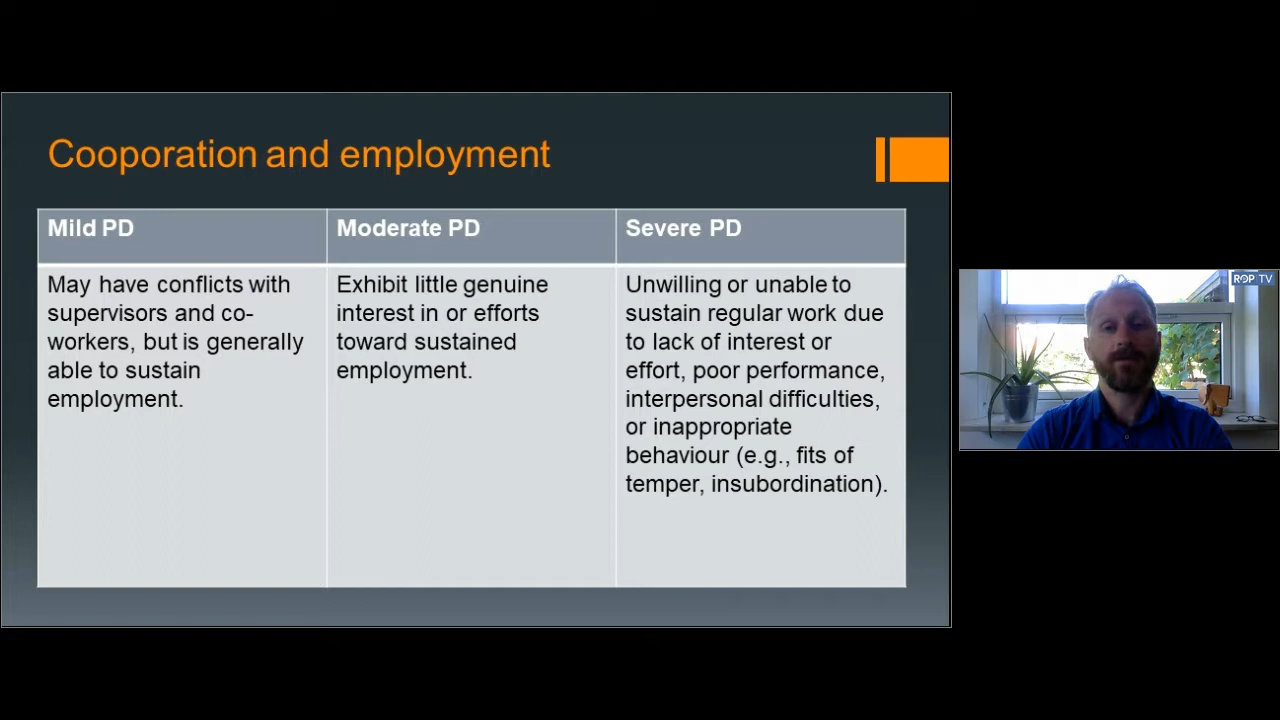 Cooporation and employment
Mild PD
Moderate PD
Severe PD
May have conflicts with
supervisors and co-
workers, but is generally
able to sustain
employment.
Exhibit little genuine
interest in or efforts
toward sustained
employment.
Unwilling or unable to
sustain regular work due
to lack of interest or
effort, poor performance,
interpersonal difficulties,
or inappropriate
behaviour (e.g., fits of
temper, insubordination).
ROP TV